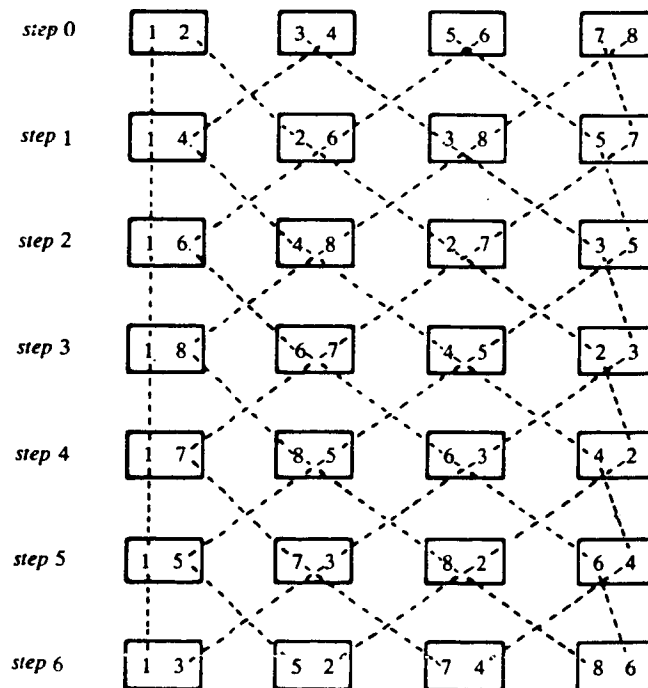 step 0 1 2 3 4 5 6 7 8
step 1 1 4 2 6 3 8 5 7
step 2 1 6 4 8 2 7 3 5
step 3 1 8 6 7 4 5 2 3
step 4 1 7 8 5 6 3 4 2
step 5 1 5 7 3 8 2 6 4
step 6 1 3 5 2 7 4 8 6